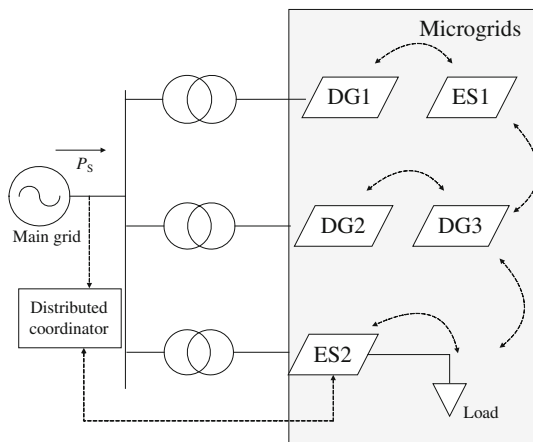 Microgrids
DG1
ES1
P_S
Main grid
DG2
DG3
Distributed
coordinator
ES2
Load